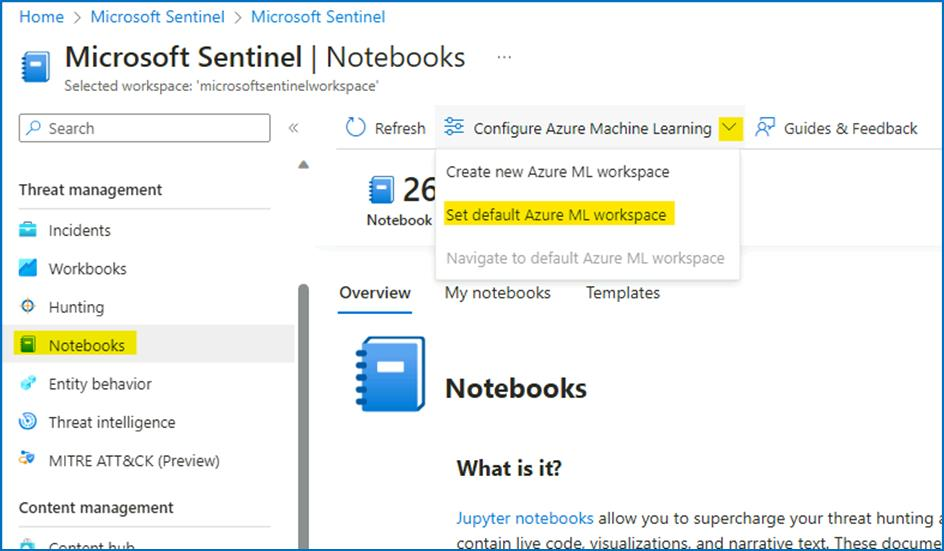 Home > Microsoft Sentinel > Microsoft Sentinel
Microsoft Sentinel | Notebooks ...
Selected workspace: 'microsoftsentinelworkspace'
Search
«
Refresh
Configure Azure Machine Learning
Guides & Feedback
Create new Azure ML workspace
Set default Azure ML workspace
Navigate to default Azure ML workspace
26
Notebook
Threat management
Incidents
Workbooks
Hunting
Notebooks
Entity behavior
Threat intelligence
MITRE ATT&CK (Preview)
Content management
Content hub
Overview
My notebooks
Templates
Notebooks
What is it?
Jupyter notebooks allow you to supercharge your threat hunting
contain live code, visualizations, and narrative text. These